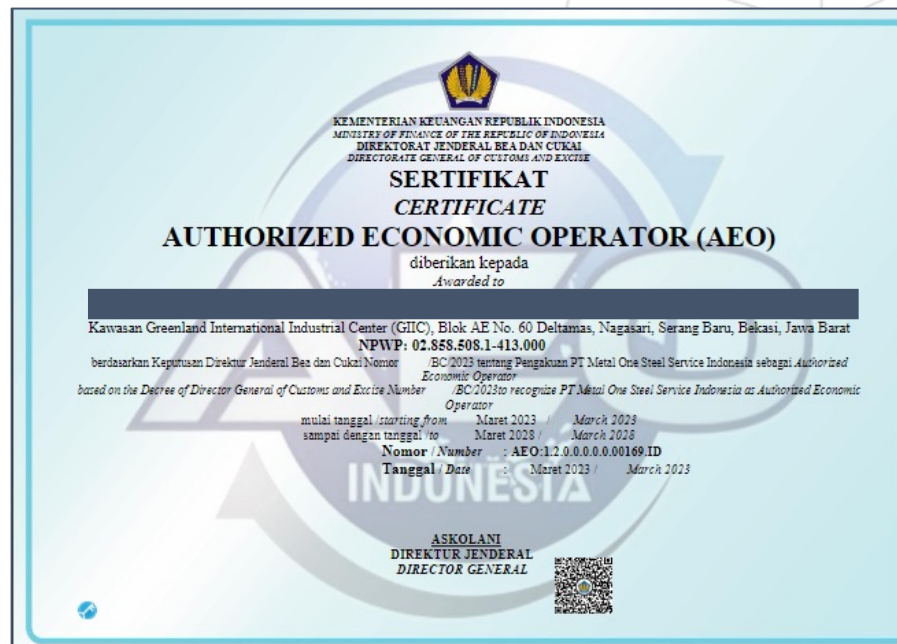 KEMENTERIAN KEUANGAN REPUBLIK INDONESIA
MINISTRY OF FINANCE OF THE REPUBLIC OF INDONESIA
DIREKTORAT JENDERAL BEA DAN CUKAI
DIRECTORATE GENERAL OF CUSTOMS AND EXCISE
SERTIFIKAT
CERTIFICATE
AUTHORIZED ECONOMIC OPERATOR (AEO)
diberikan kepada
Awarded to
Kawasan Greenland International Industrial Center (GIIC), Blok AE No. 60 Deltamas, Nagasari, Serang Baru, Bekasi, Jawa Barat
NPWP: 02.858.508.1-413.000
berdasarkan Keputusan Direktur Jenderal Bea dan Cukai Nomor /BC/2023 tentang Pengakuan PT Metal One Steel Service Indonesia sebagai Authorized
Economic Operator
based on the Decree of Director General of Customs and Excise Number /BC/2023to recognize PT Metal One Steel Service Indonesia as Authorized Economic
Operator
mulai tanggal /starting from Maret 2023 / March 2023
sampai dengan tanggal /to Maret 2028 / March 2028
Nomor / Number : AEO:1.2.0.0.0.0.0.00169.ID
Tanggal / Date : Maret 2023 / March 2023
AEO
INDONESIA
ASKOLANI
DIREKTUR JENDERAL
DIRECTOR GENERAL